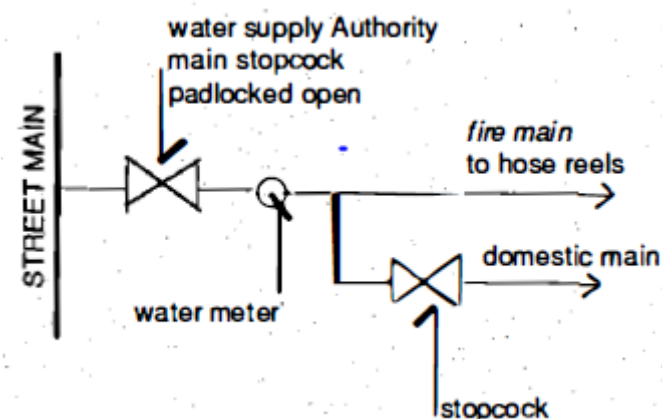 water supply Authority
main stopcock
padlocked open
STREET MAIN
fire main
to hose reels
domestic main
water meter
stopcock